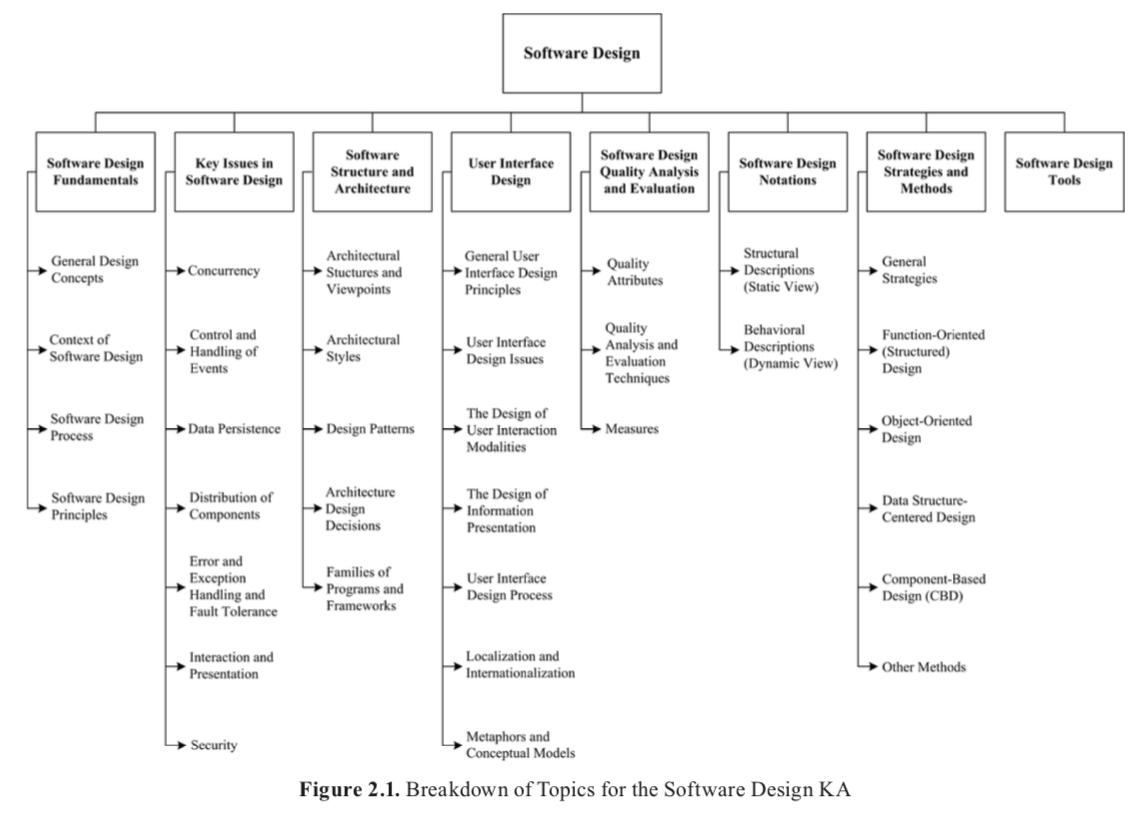 Software Design
Software Design
Fundamentals
Key Issues in
Software Design
Software
Structure and
Architecture
User Interface
Design
Software Design
Quality Analysis
and Evaluation
Software Design
Notations
Software Design
Strategies and
Methods
Software Design
Tools
General Design
Concepts
Context of
Software Design
Software Design
Process
Software Design
Principles
Concurrency
Control and
Handling of
Events
Data Persistence
Distribution of
Components
Error and
Exception
Handling and
Fault Tolerance
Interaction and
Presentation
Security
Architectural
Stuctures and
Viewpoints
Architectural
Styles
Design Patterns
Architecture
Design
Decisions
Families of
Programs and
Frameworks
General User
Interface Design
Principles
User Interface
Design Issues
The Design of
User Interaction
Modalities
The Design of
Information
Presentation
User Interface
Design Process
Localization and
Internationalization
Metaphors and
Conceptual Models
Quality
Attributes
Quality
Analysis and
Evaluation
Techniques
Measures
Structural
Descriptions
(Static View)
Behavioral
Descriptions
(Dynamic View)
General
Strategies
Function-Oriented
(Structured)
Design
Object-Oriented
Design
Data Structure-
Centered Design
Component-Based
Design (CBD)
Other Methods
Figure 2.1. Breakdown of Topics for the Software Design KA